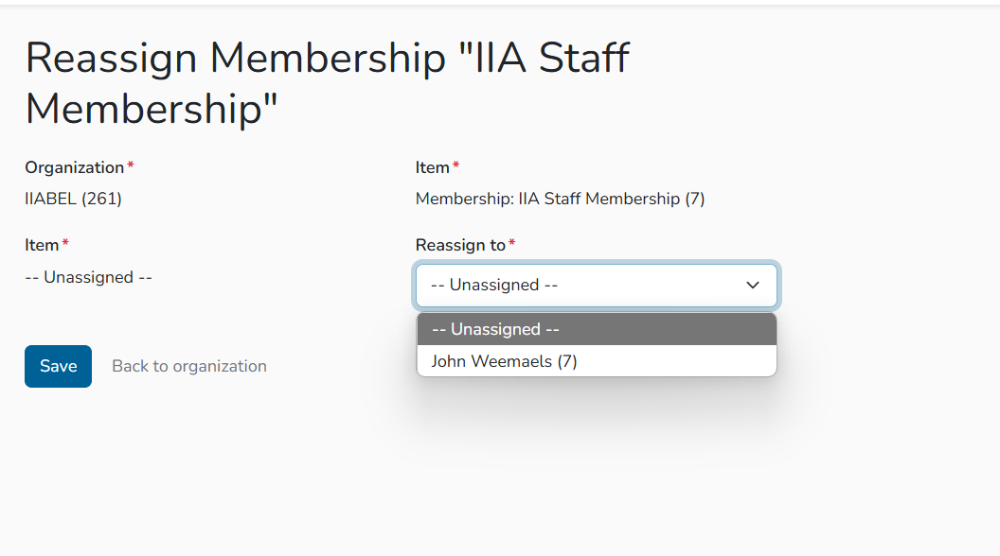 Reassign Membership "IIA Staff
Membership"
Organization *
IIABEL (261)
Item *
Membership: IIA Staff Membership (7)
Item *
-- Unassigned --
Reassign to *
-- Unassigned --
-- Unassigned --
John Weemaels (7)
Save
Back to organization